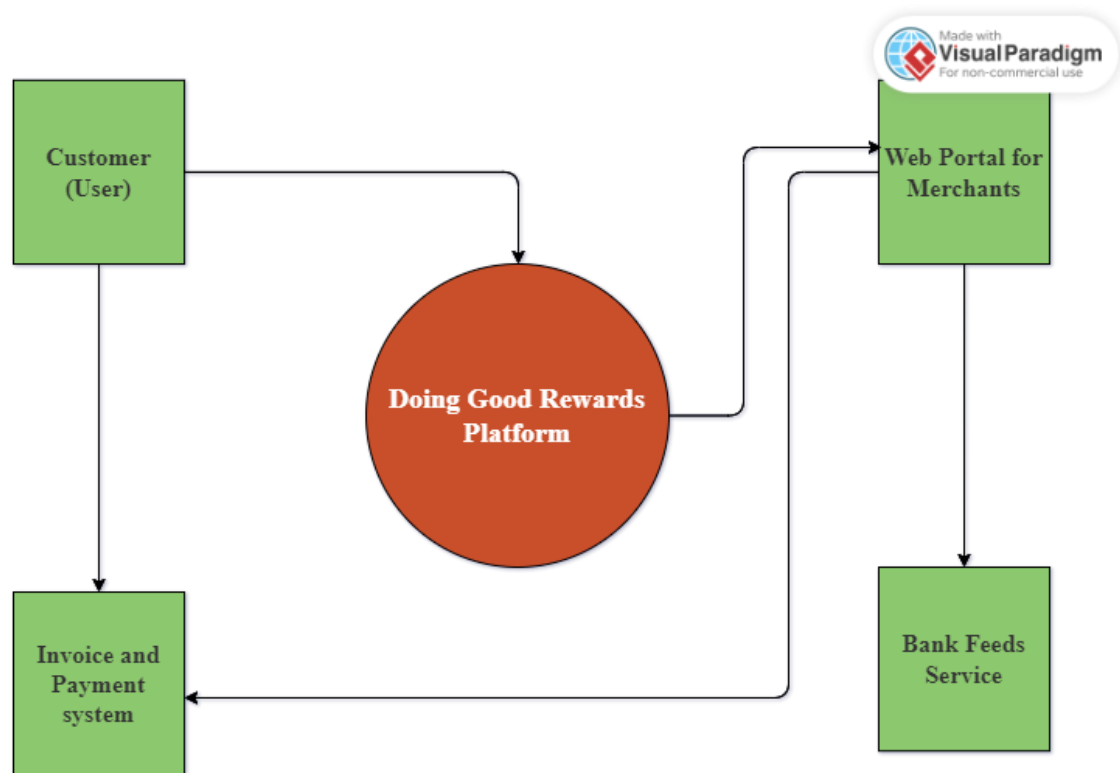 Made with
Visual Paradigm
For non-commercial use
Customer
(User)
Web Portal for
Merchants
Doing Good Rewards
Platform
Invoice and
Payment
system
Bank Feeds
Service